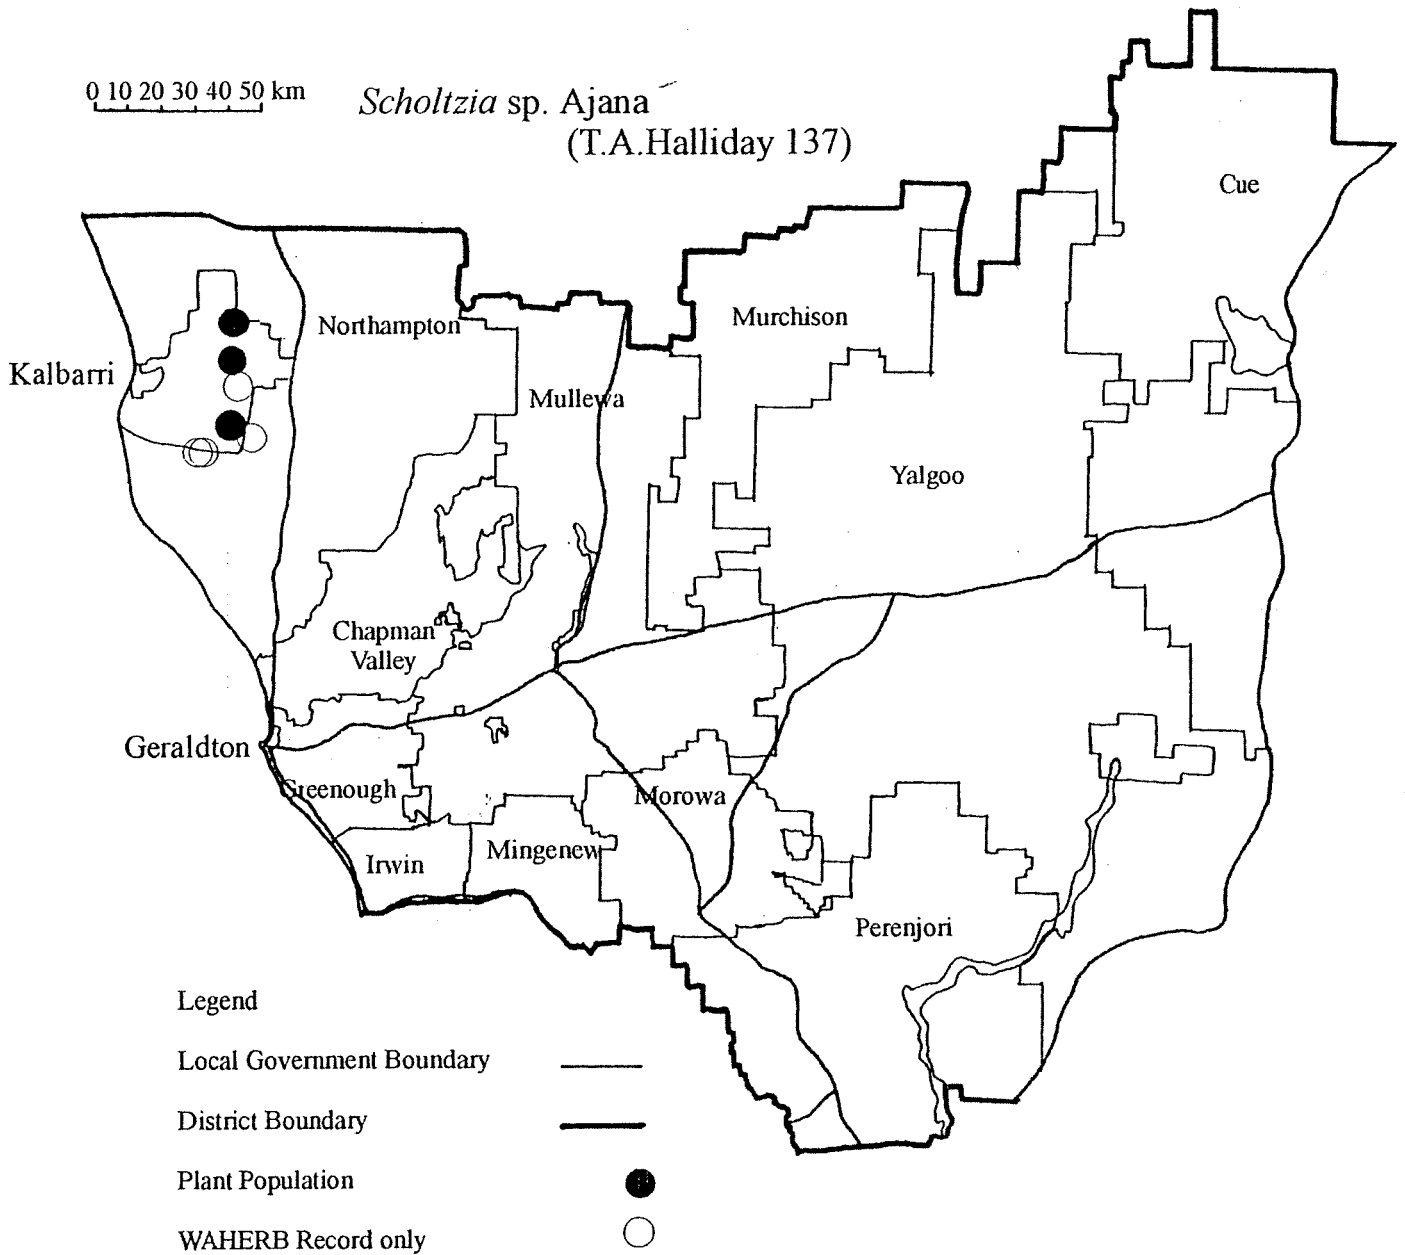 0 10 20 30 40 50 km
Scholtzia sp. Ajana
(T.A.Halliday 137)
Cue
Northampton
Murchison
Kalbarri
Mullewa
Yalgoo
Chapman
Valley
Geraldton
Greenough
Morowa
Irwin
Mingenew
Perenjori
Legend
Local Government Boundary
District Boundary
Plant Population
WAHERB Record only